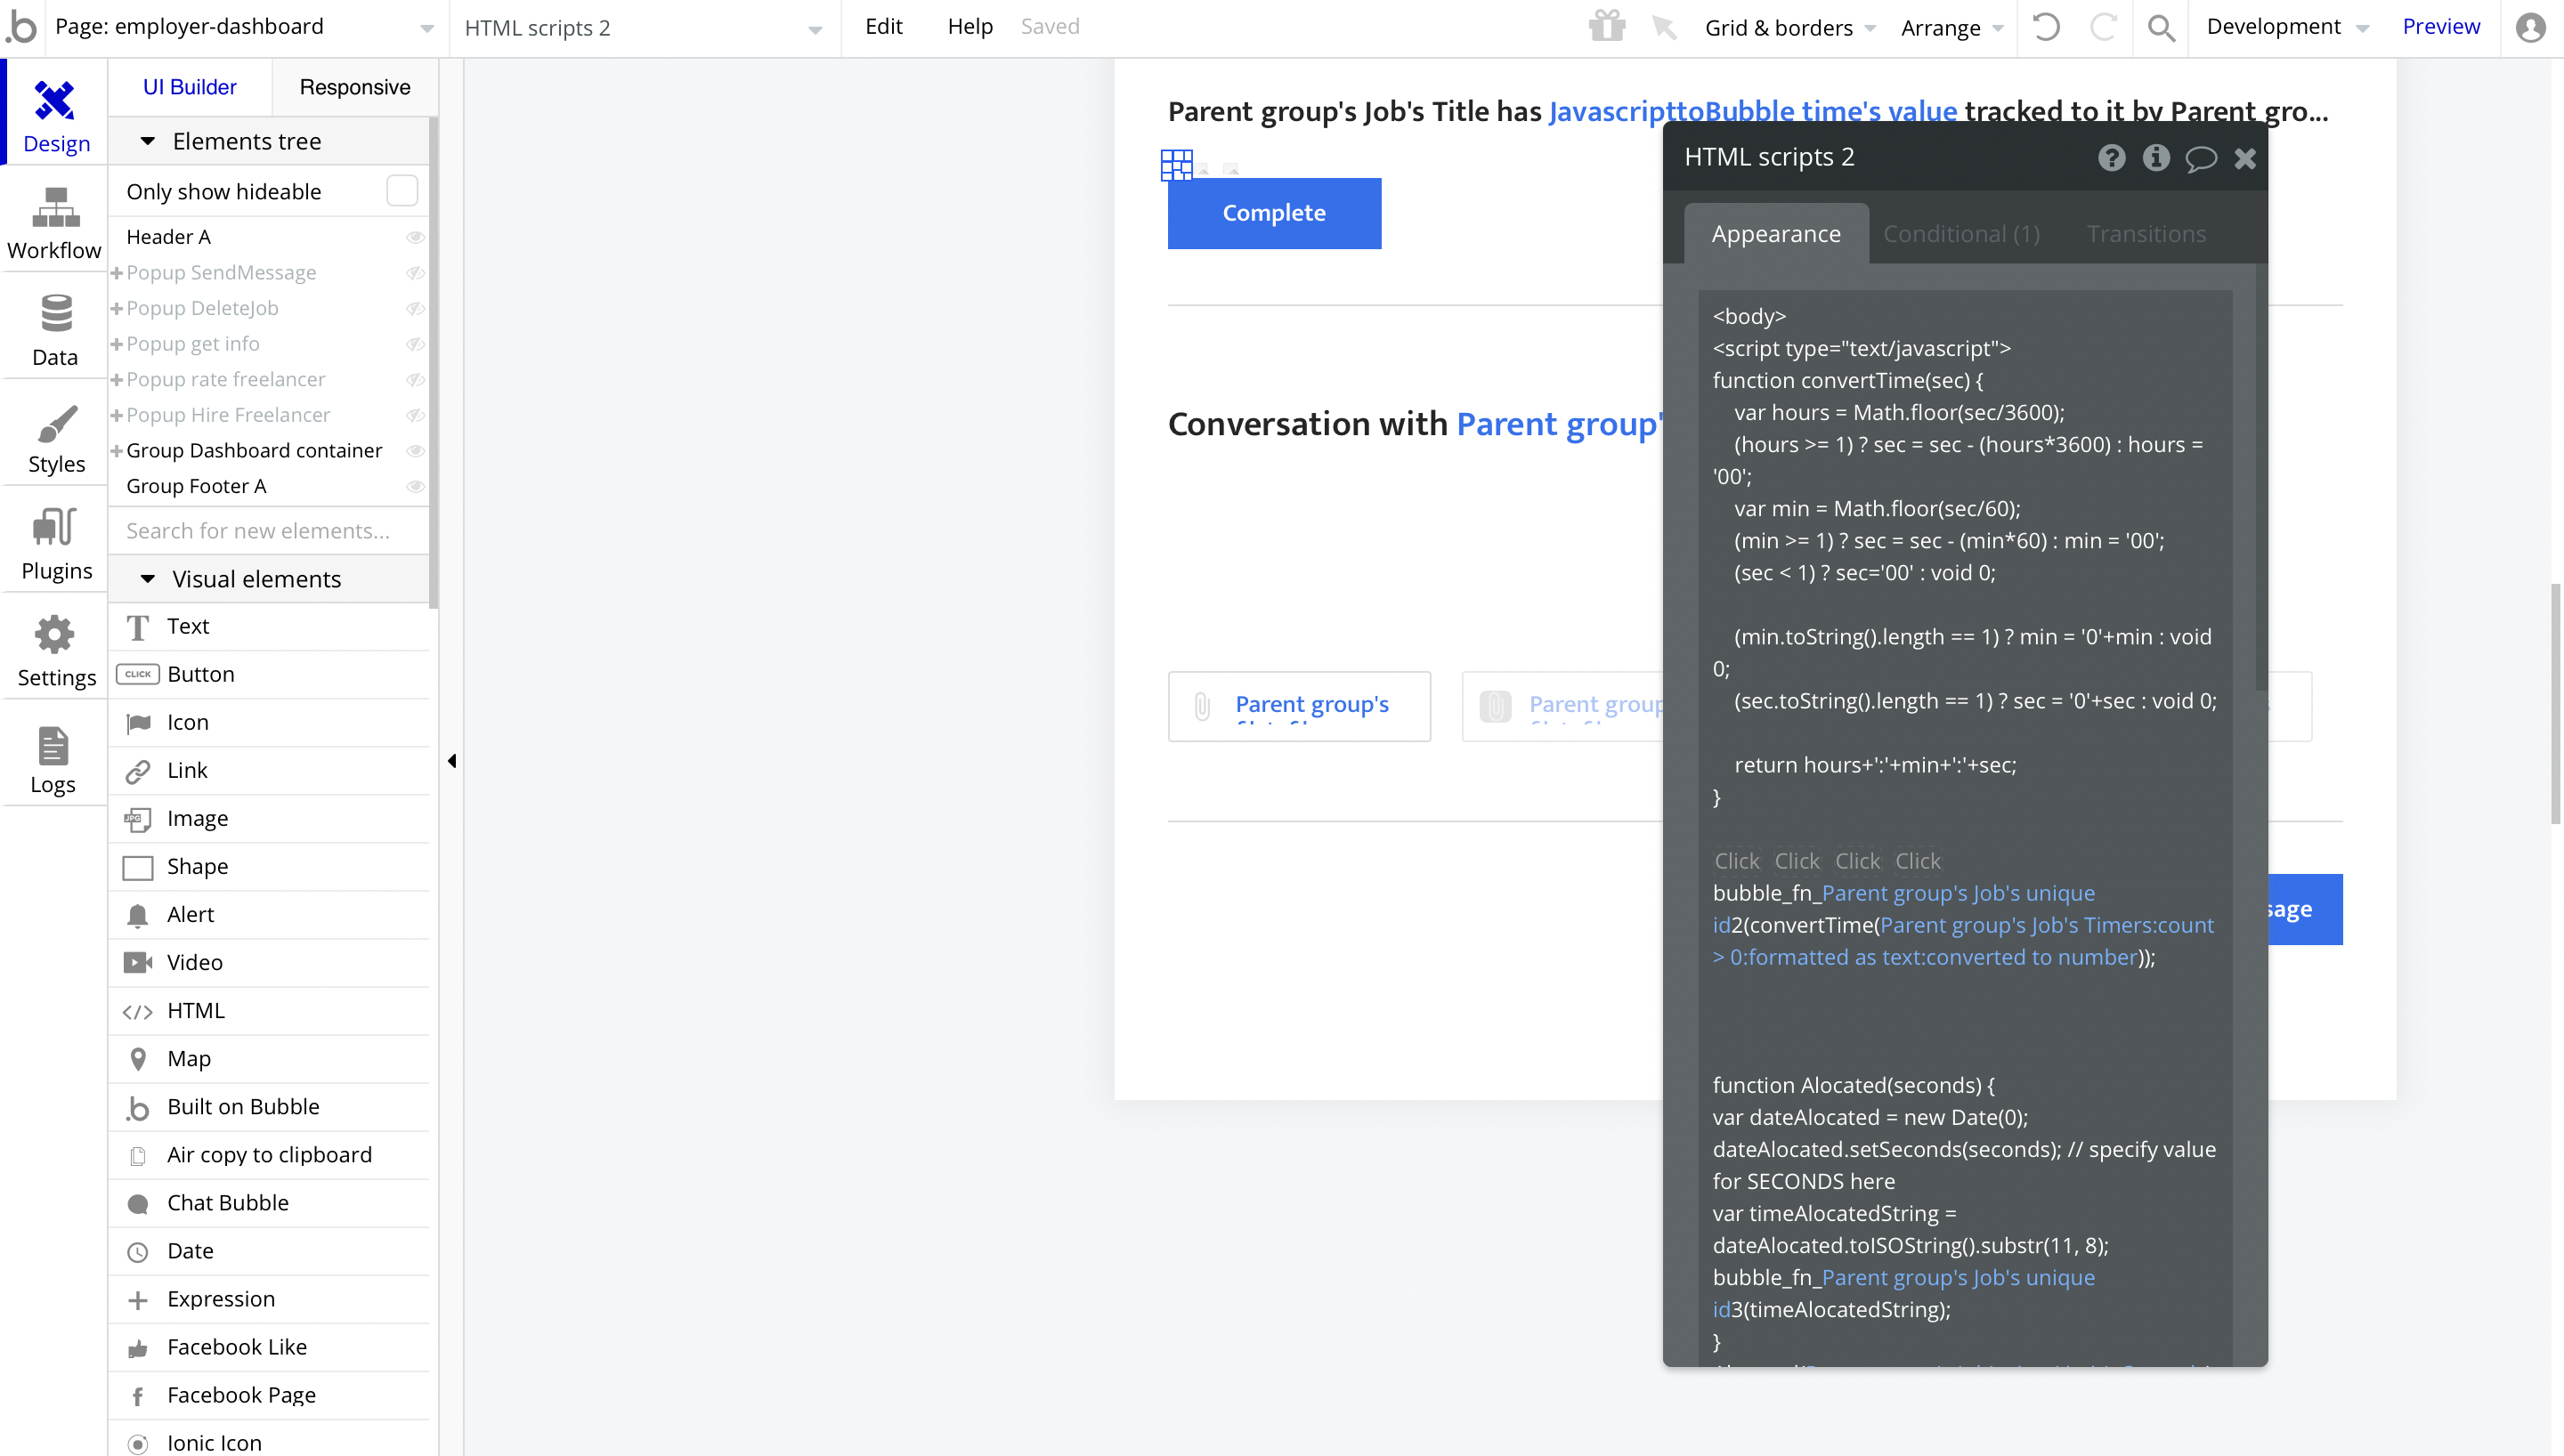 Page: employer-dashboard
HTML scripts 2
Edit
Help
Saved
Grid & borders
Arrange
Development
Preview
UI Builder
Responsive
Design
Workflow
Data
Styles
Plugins
Settings
Logs
Elements tree
Only show hideable
Header A
Popup SendMessage
Popup DeleteJob
Popup get info
Popup rate freelancer
Popup Hire Freelancer
Group Dashboard container
Group Footer A
Search for new elements...
Visual elements
Text
CLICK Button
Icon
Link
Image
Shape
Alert
Video
HTML
Map
Built on Bubble
Air copy to clipboard
Chat Bubble
Date
Expression
Facebook Like
Facebook Page
Ionic Icon
Parent group's Job's Title has JavascripttoBubble time's value tracked to it by Parent gro...
Complete
Conversation with Parent group'
Parent group's
Parent group
sage
HTML scripts 2
Appearance
Conditional (1)
Transitions
<body>
<script type="text/javascript">
function convertTime(sec) {
var hours = Math.floor(sec/3600);
(hours >= 1) ? sec = sec - (hours*3600) : hours =
'00';
var min = Math.floor(sec/60);
(min >= 1) ? sec = sec - (min*60) : min = '00';
(sec < 1) ? sec='00' : void 0;
(min.toString().length == 1) ? min = '0'+min : void
0;
(sec.toString().length == 1) ? sec = '0'+sec : void 0;
return hours+':'+min+':'+sec;
}
Click Click Click Click
bubble_fn_Parent group's Job's unique
id2(convertTime(Parent group's Job's Timers:count
> 0:formatted as text:converted to number));
function Alocated(seconds) {
var dateAlocated = new Date(0);
dateAlocated.setSeconds(seconds); // specify value
for SECONDS here
var timeAlocatedString =
dateAlocated.toISOString().substr(11, 8);
bubble_fn_Parent group's Job's unique
id3(timeAlocatedString);
}